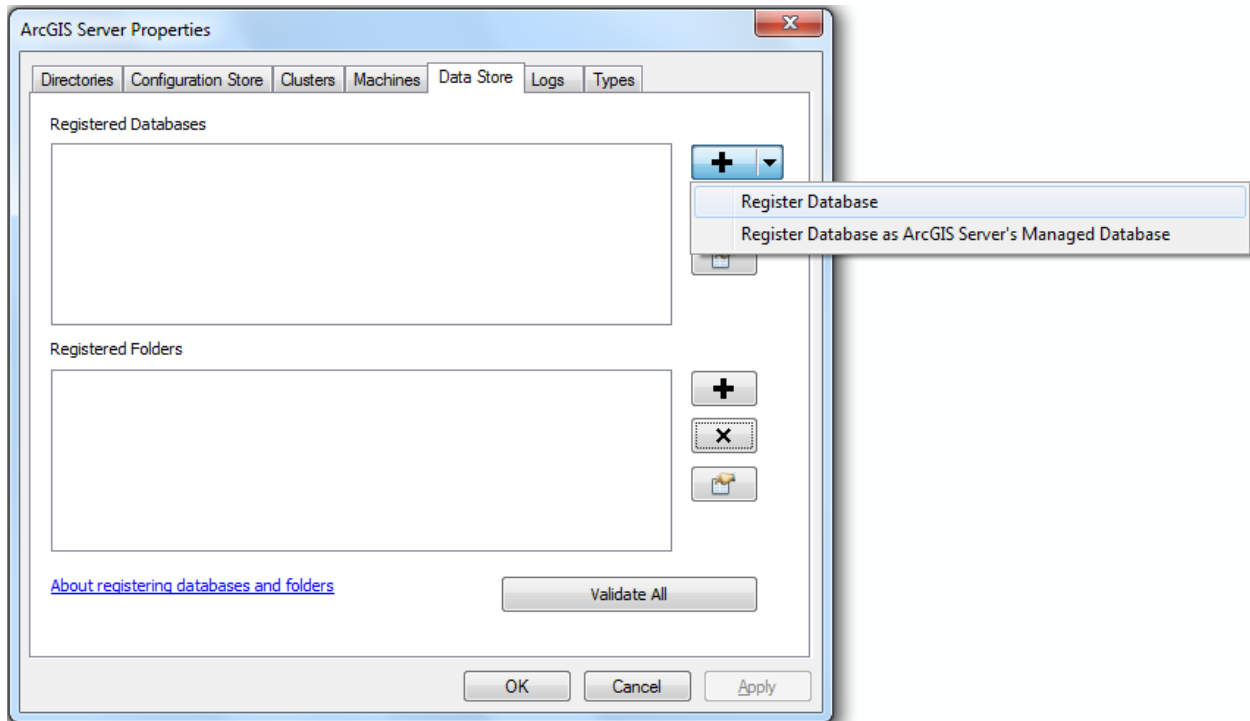 ArcGIS Server Properties
Directories Configuration Store Clusters Machines Data Store Logs Types
Registered Databases
Register Database
Register Database as ArcGIS Server's Managed Database
Registered Folders
About registering databases and folders
Validate All
OK Cancel Apply